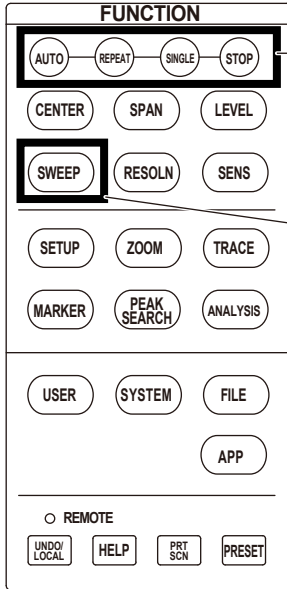 FUNCTION
AUTO REPEAT SINGLE STOP
CENTER SPAN LEVEL
SWEEP RESOLN SENS
SETUP ZOOM TRACE
MARKER PEAK SEARCH ANALYSIS
USER SYSTEM FILE
APP
REMOTE
UNDO/ LOCAL HELP PRT SCN PRESET